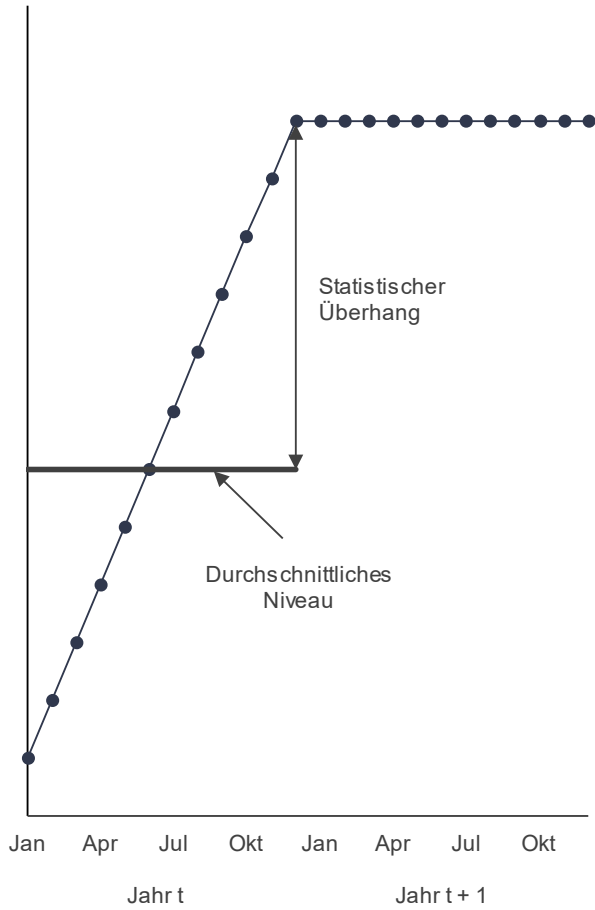 Statistischer
Überhang
Durchschnittliches
Niveau
Jan Apr Jul Okt Jan Apr Jul Okt
Jahr t Jahr t + 1